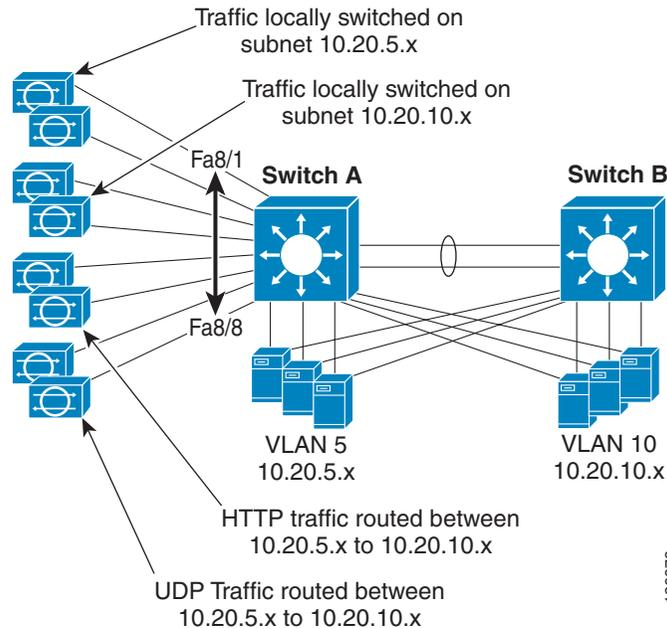 Traffic locally switched on
subnet 10.20.5.x
Traffic locally switched on
subnet 10.20.10.x
Fa8/1
Switch A
Switch B
Fa8/8
VLAN 5
10.20.5.x
VLAN 10
10.20.10.x
HTTP traffic routed between
10.20.5.x to 10.20.10.x
UDP Traffic routed between
10.20.5.x to 10.20.10.x